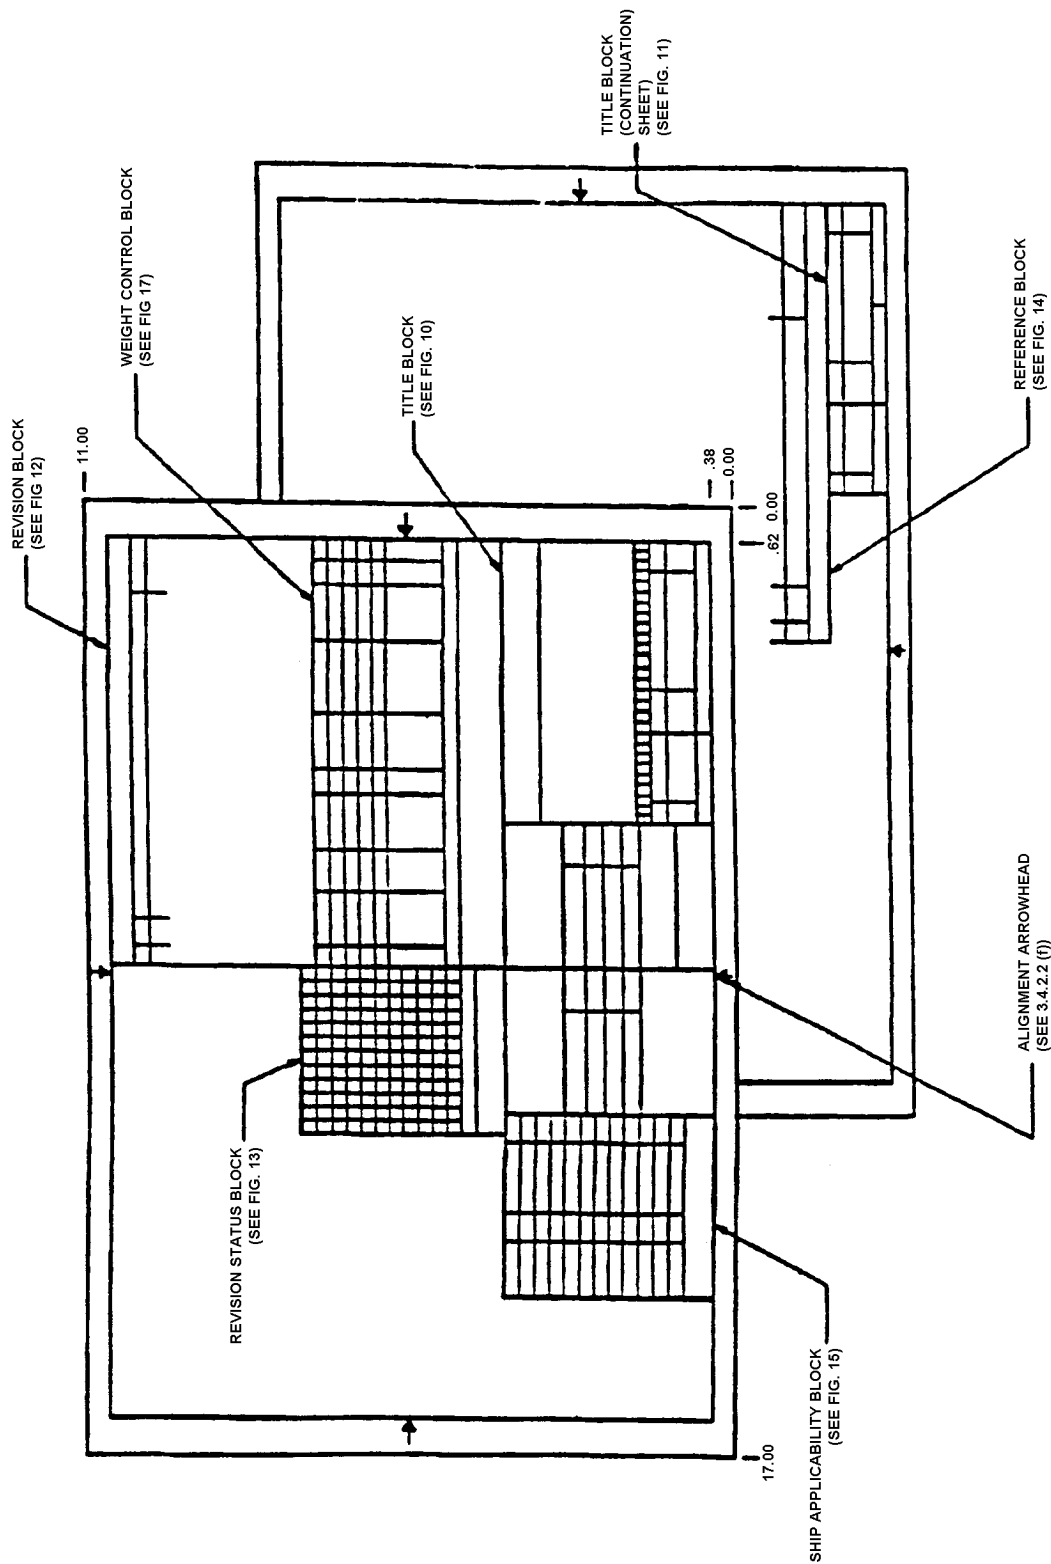 REVISION BLOCK
(SEE FIG 12)
11.00
WEIGHT CONTROL BLOCK
(SEE FIG 17)
TITLE BLOCK
(SEE FIG. 10)
TITLE BLOCK
(CONTINUATION
SHEET)
(SEE FIG. 11)
REVISION STATUS BLOCK
(SEE FIG. 13)
.38
0.00
.62 0.00
17.00
SHIP APPLICABILITY BLOCK
(SEE FIG. 15)
ALIGNMENT ARROWHEAD
(SEE 3.4.2.2 (f))
REFERENCE BLOCK
(SEE FIG. 14)